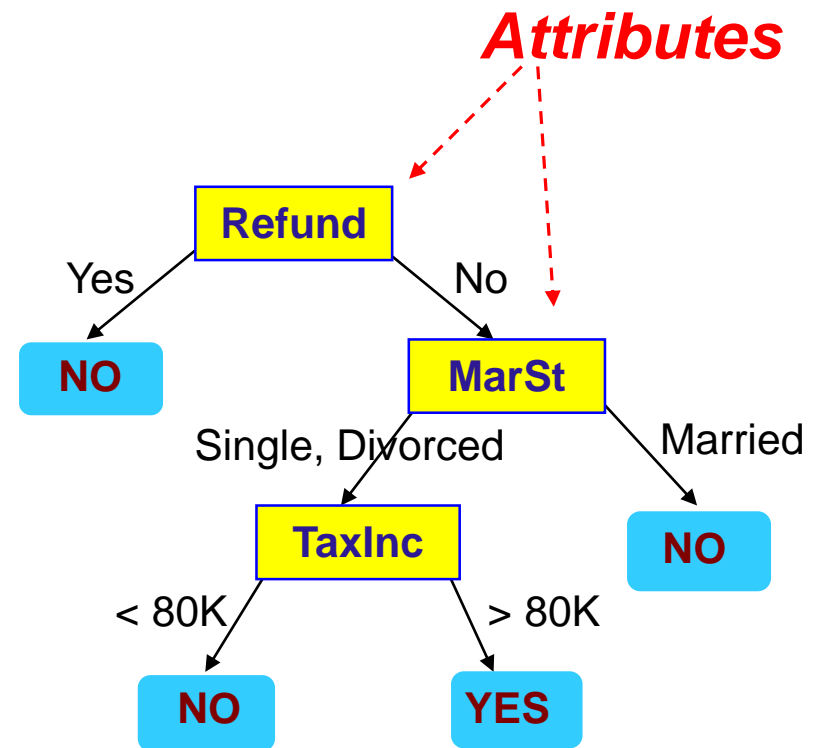 Attributes
Refund
Yes
No
NO
MarSt
Single, Divorced
Married
TaxInc
NO
< 80K
> 80K
NO
YES